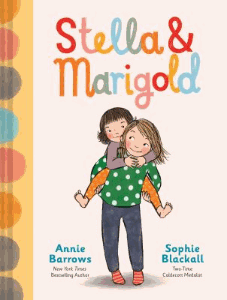 Stella &
Marigold
Annie
Barrows
New York Times
Bestselling Author
Sophie
Blackall
Two-Time
Caldecott Medalist